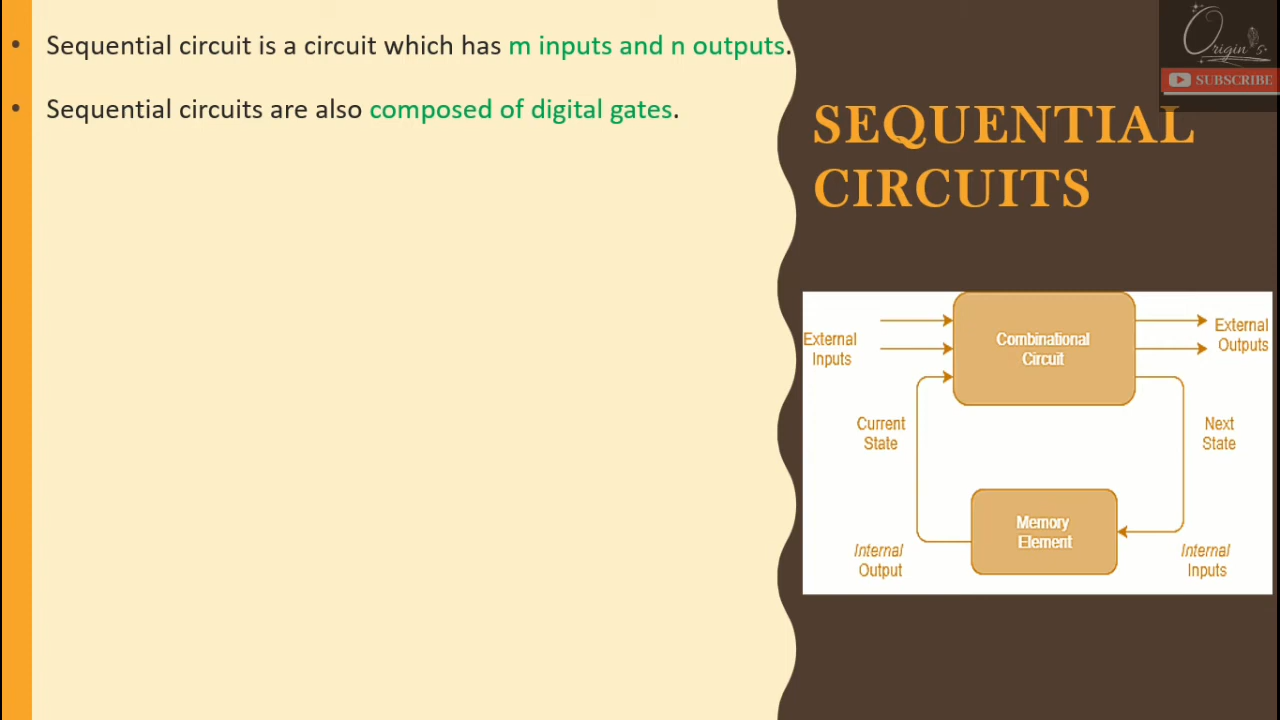 • Sequential circuit is a circuit which has m inputs and n outputs.
• Sequential circuits are also composed of digital gates.
Origin's
SUBSCRIBE
SEQUENTIAL
CIRCUITS
External
Inputs
Combinational
Circuit
External
Outputs
Current
State
Next
State
Memory
Element
Internal
Output
Internal
Inputs